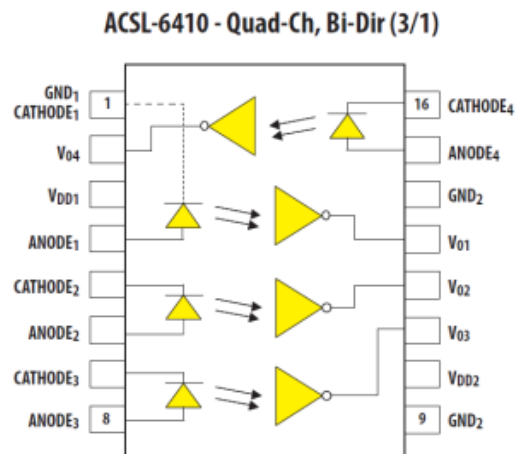 ACSL-6410 - Quad-Ch, Bi-Dir (3/1)
GND1
CATHODE1
1
16
CATHODE4
VO4
ANODE4
VDD1
GND2
ANODE1
VO1
CATHODE2
VO2
ANODE2
VO3
CATHODE3
VDD2
ANODE3
8
9
GND2